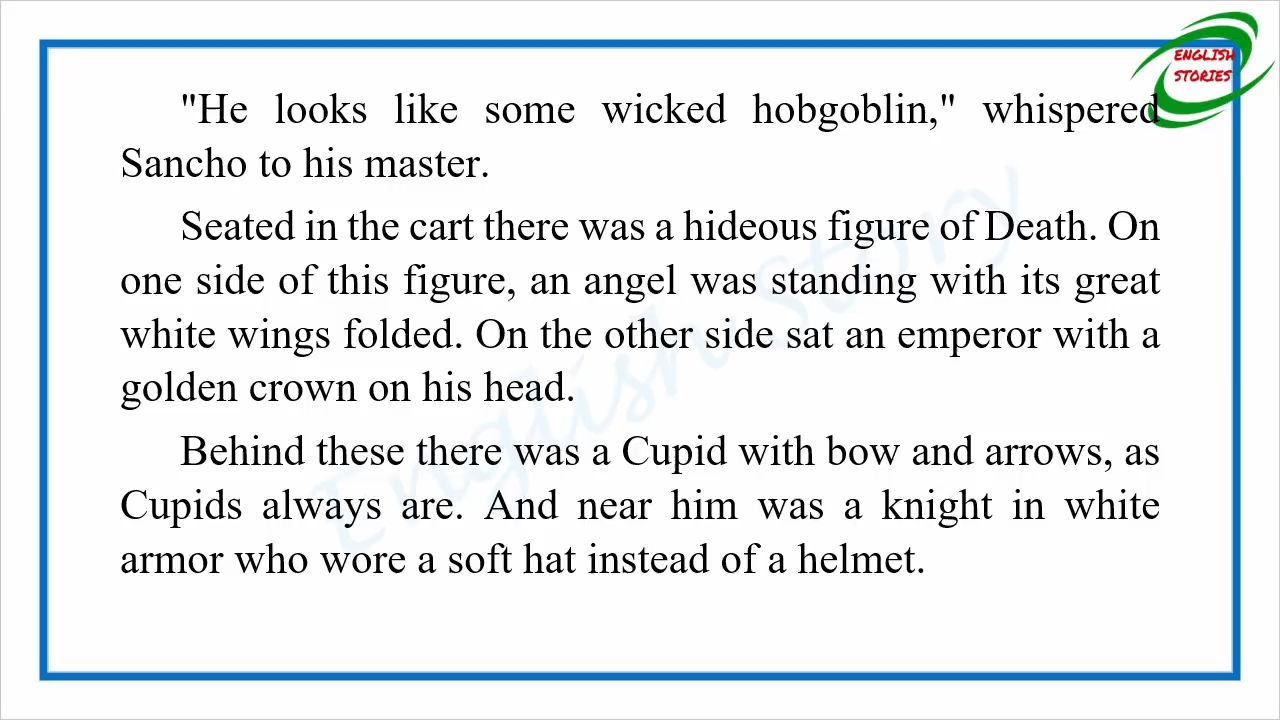 ENGLISH
STORIES
"He looks like some wicked hobgoblin," whispered
Sancho to his master.
Seated in the cart there was a hideous figure of Death. On
one side of this figure, an angel was standing with its great
white wings folded. On the other side sat an emperor with a
golden crown on his head.
Behind these there was a Cupid with bow and arrows, as
Cupids always are. And near him was a knight in white
armor who wore a soft hat instead of a helmet.
English Story